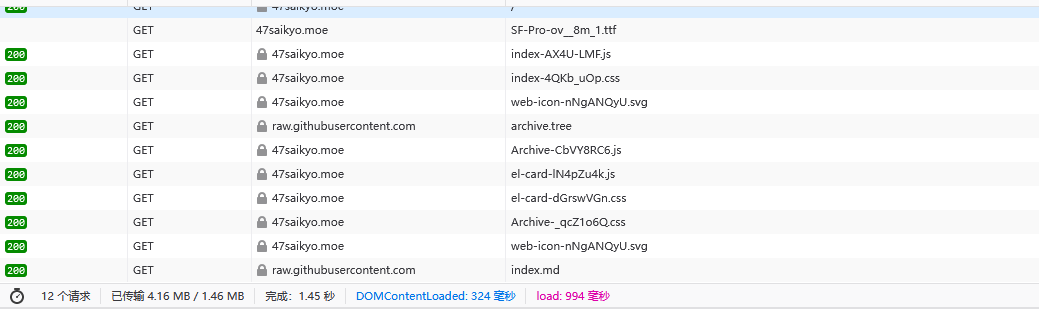 200 GET 47saikyo.moe /
GET 47saikyo.moe SF-Pro-ov__8m_1.ttf
200 GET 47saikyo.moe index-AX4U-LMF.js
200 GET 47saikyo.moe index-4QKb_uOp.css
200 GET 47saikyo.moe web-icon-nNgANQyU.svg
200 GET raw.githubusercontent.com archive.tree
200 GET 47saikyo.moe Archive-CbVY8RC6.js
200 GET 47saikyo.moe el-card-lN4pZu4k.js
200 GET 47saikyo.moe el-card-dGrswVGn.css
200 GET 47saikyo.moe Archive-_qcZ1o6Q.css
200 GET 47saikyo.moe web-icon-nNgANQyU.svg
200 GET raw.githubusercontent.com index.md
12 个请求 已传输 4.16 MB / 1.46 MB 完成：1.45 秒 DOMContentLoaded: 324 毫秒 load: 994 毫秒